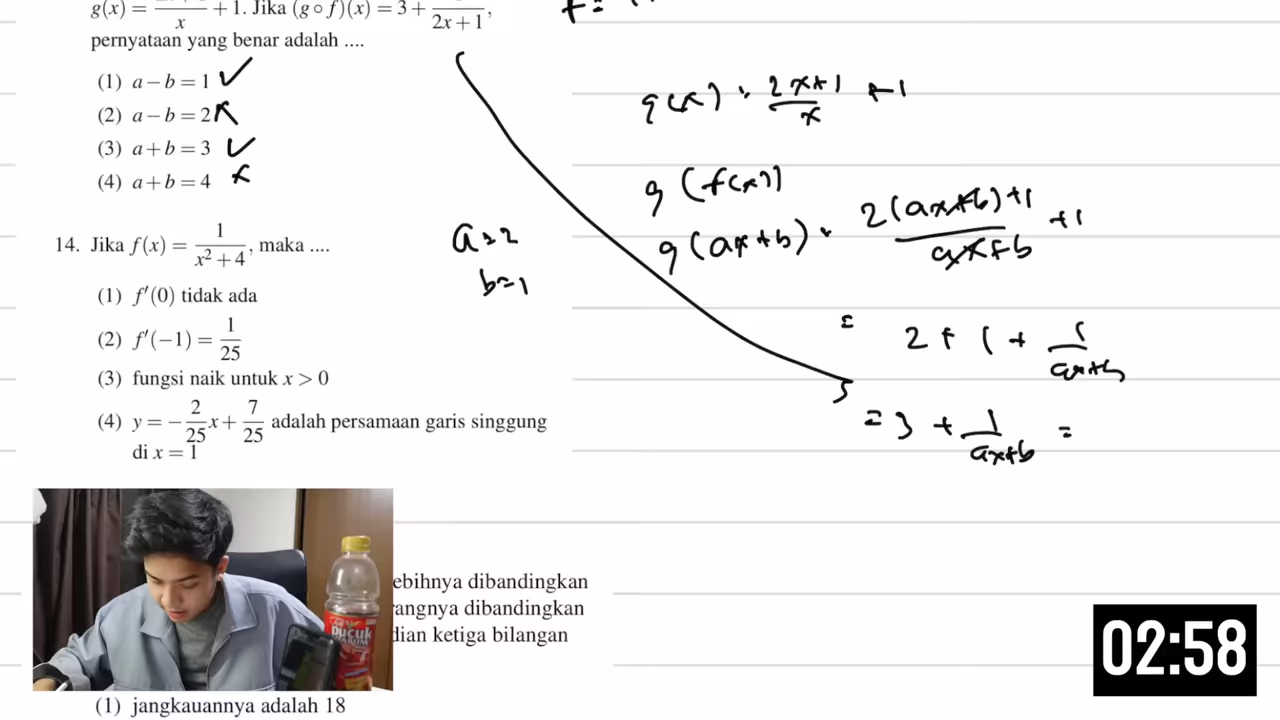 g(x) = x + 1. Jika (g∘f)(x) = 3 + 2x+1,
pernyataan yang benar adalah ....
(1) a − b = 1 ✓
(2) a − b = 2 ✗
(3) a + b = 3 ✓
(4) a + b = 4 ✗
14. Jika f(x) = 1/(x² + 4), maka ....
(1) f′(0) tidak ada
(2) f′(−1) = 1/25
(3) fungsi naik untuk x > 0
(4) y = −2/25 x + 7/25 adalah persamaan garis singgung
di x = 1
ebihnya dibandingkan
angnya dibandingkan
dian ketiga bilangan
(1) jangkauannya adalah 18
a = 2
b = 1
g(x) = (2x+1)/x + 1
g(f(x))
g(ax+b) = (2(ax+b)+1)/(ax+b) + 1
= 2 + 1 + 1/(ax+b)
= 3 + 1/(ax+b) =
Pucuk
HARUM
02:58